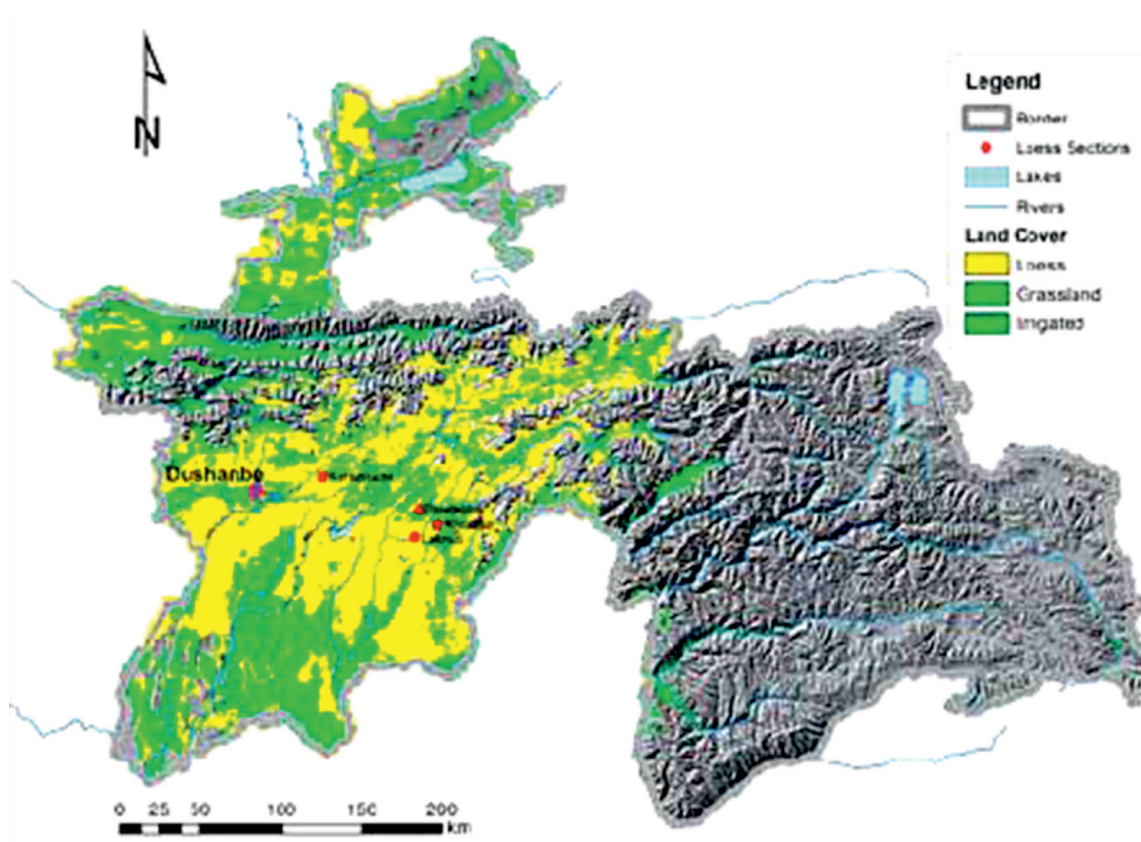 N
Legend
Border
Loess Sections
Lakes
Rivers
Land Cover
Loess
Grassland
Irrigated
Dushanbe
0 25 50 100 150 200
km